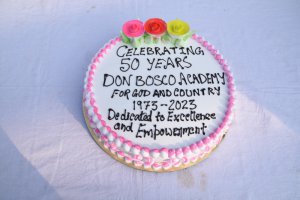 CELEBRATING
50 YEARS
DON BOSCO ACADEMY
FOR GOD AND COUNTRY
1973-2023
Dedicated to Excellence
and Empowerment